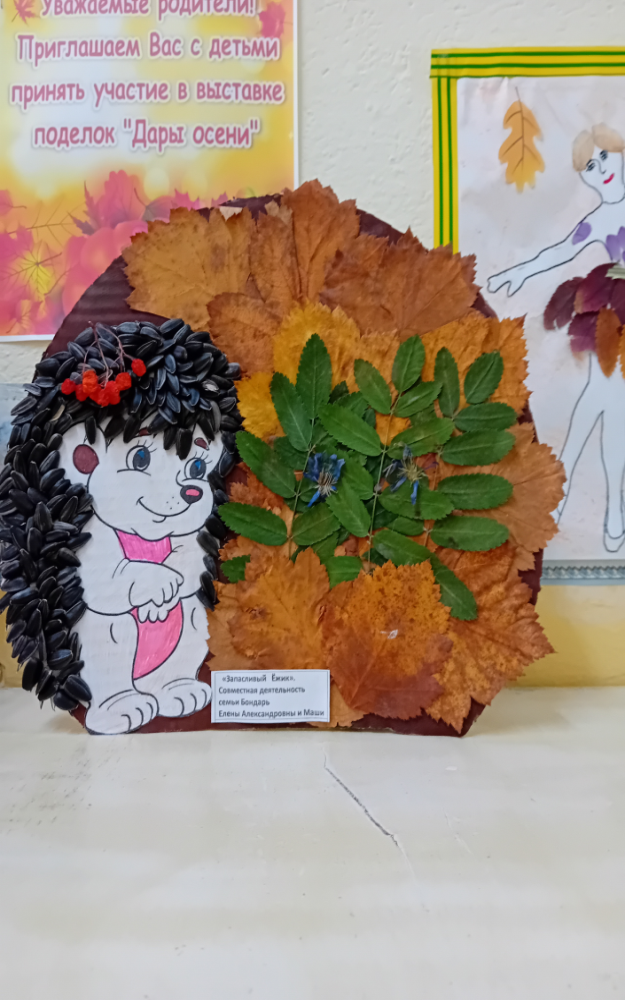 Уважаемые родители!
Приглашаем Вас с детьми
принять участие в выставке
поделок "Дары осени"
«Запасливый Ёжик».
Совместная деятельность
семьи Бондарь
Елены Александровны и Маши